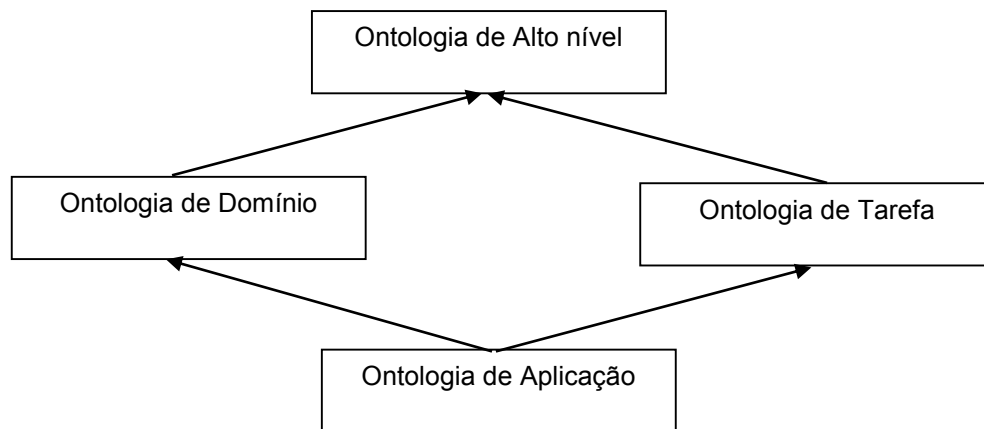 Ontologia de Alto nível
Ontologia de Domínio
Ontologia de Tarefa
Ontologia de Aplicação